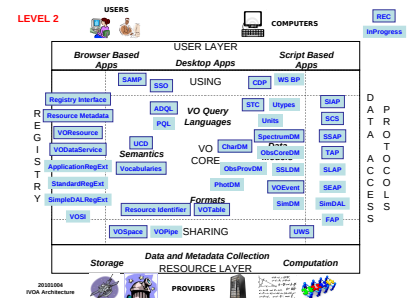 LEVEL 2
USERS
COMPUTERS
REC
InProgress
USER LAYER
Browser Based Apps
Desktop Apps
Script Based Apps
USING
SAMP
SSO
CDP
WS BP
REGISTRY
Registry Interface
Resource Metadata
VOResource
VODataService
ApplicationRegExt
StandardRegExt
SimpleDALRegExt
VOSI
ADQL
PQL
VO Query Languages
UCD
Semantics
Vocabularies
VO CORE
STC
Utypes
Units
SpectrumDM
CharDM
Data
ObsCoreDM
ObsProvDM
SSLDM
PhotDM
VOEvent
SimDM
Formats
Resource Identifier
VOTable
SIAP
SCS
SSAP
TAP
SLAP
SEAP
SimDAL
FAP
DATA ACCESS
PROTOCOLS
VOSpace
VOPipe
SHARING
UWS
Storage
Data and Metadata Collection
Computation
RESOURCE LAYER
20101004
IVOA Architecture
PROVIDERS